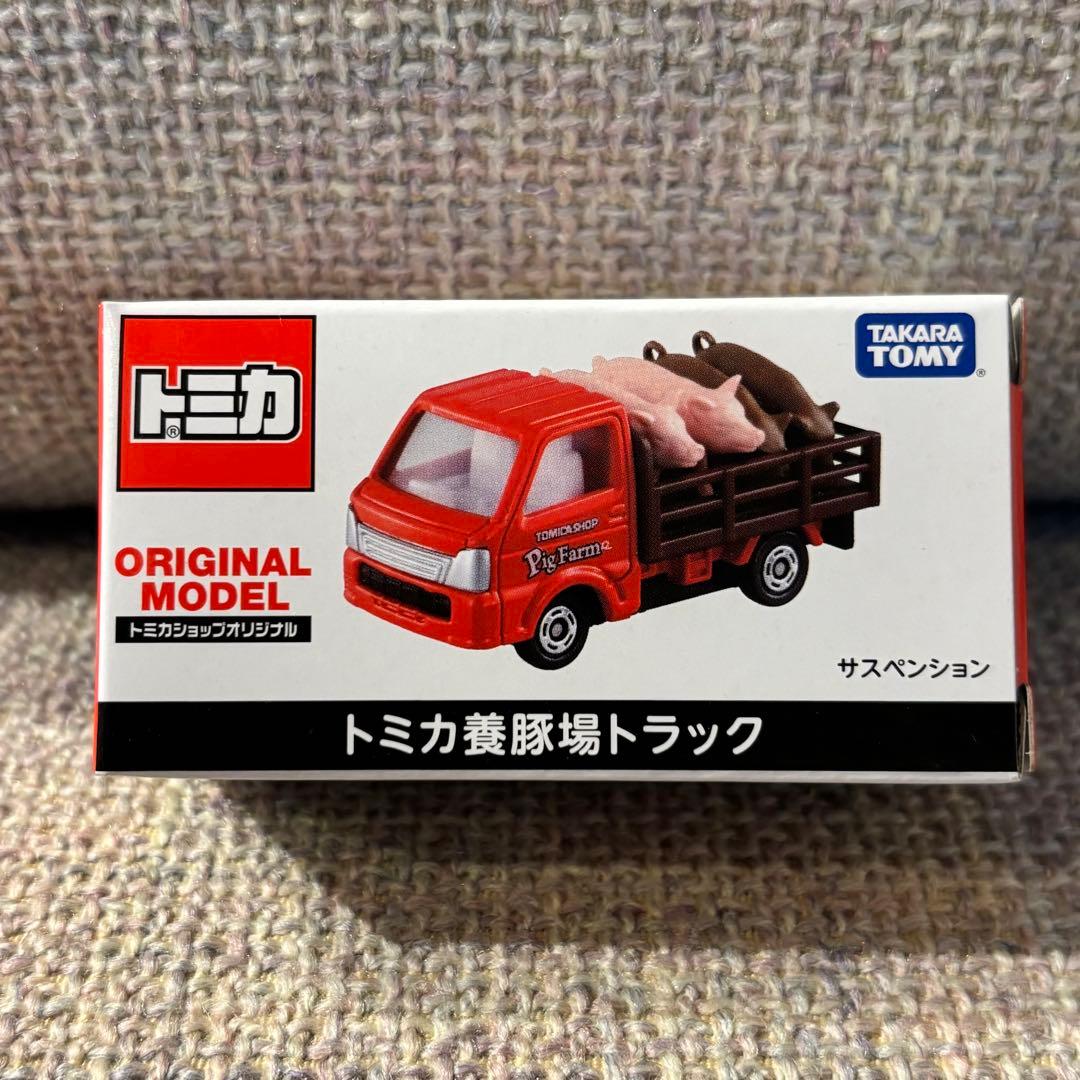 トミカ®
TAKARA
TOMY®
ORIGINAL
MODEL
トミカショップオリジナル
TOMICA SHOP
Pig Farm
サスペンション
トミカ養豚場トラック